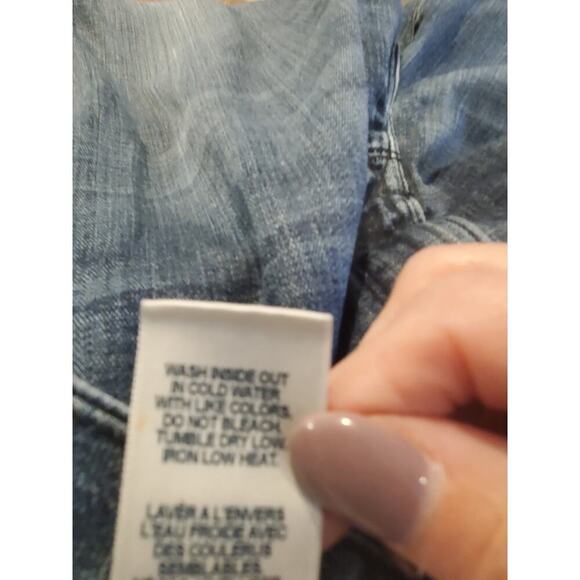 WASH INSIDE OUT
IN COLD WATER
WITH LIKE COLORS.
DO NOT BLEACH.
TUMBLE DRY LOW.
IRON LOW HEAT.
LAVER A L'ENVERS
L'EAU FROIDE AVEC
DES COULEURS
SEMBLABLES.